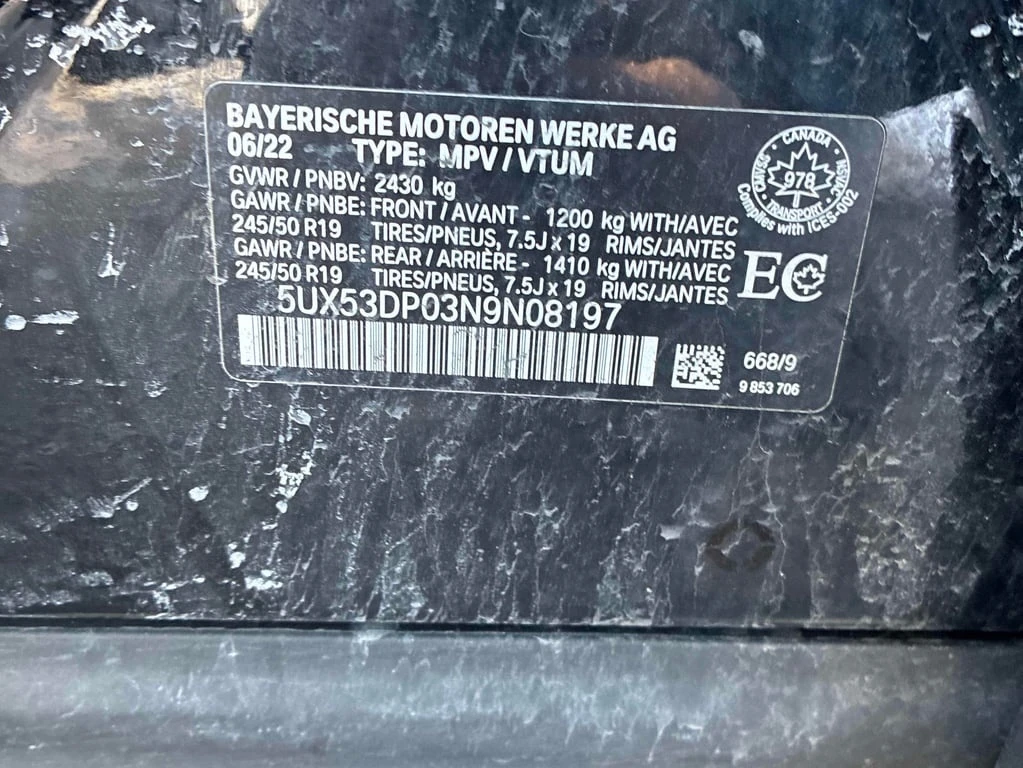 BAYERISCHE MOTOREN WERKE AG
06/22 TYPE: MPV / VTUM
GVWR / PNBV: 2430 kg
GAWR / PNBE: FRONT / AVANT - 1200 kg WITH/AVEC
245/50 R19 TIRES/PNEUS, 7.5J x 19 RIMS/JANTES
GAWR / PNBE: REAR / ARRIÈRE - 1410 kg WITH/AVEC
245/50 R19 TIRES/PNEUS, 7.5J x 19 RIMS/JANTES
5UX53DP03N9N08197
CANADA
CMVSS
978
NSVAC
TRANSPORT
Complies with ICES-002
EC
668/9
9 853 706